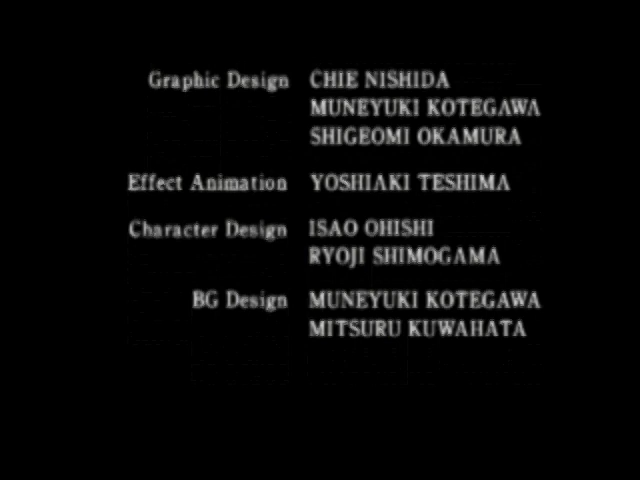 Graphic Design CHIE NISHIDA
MUNEYUKI KOTEGAWA
SHIGEOMI OKAMURA
Effect Animation YOSHIAKI TESHIMA
Character Design ISAO OHISHI
RYOJI SHIMOGAMA
BG Design MUNEYUKI KOTEGAWA
MITSURU KUWAHATA